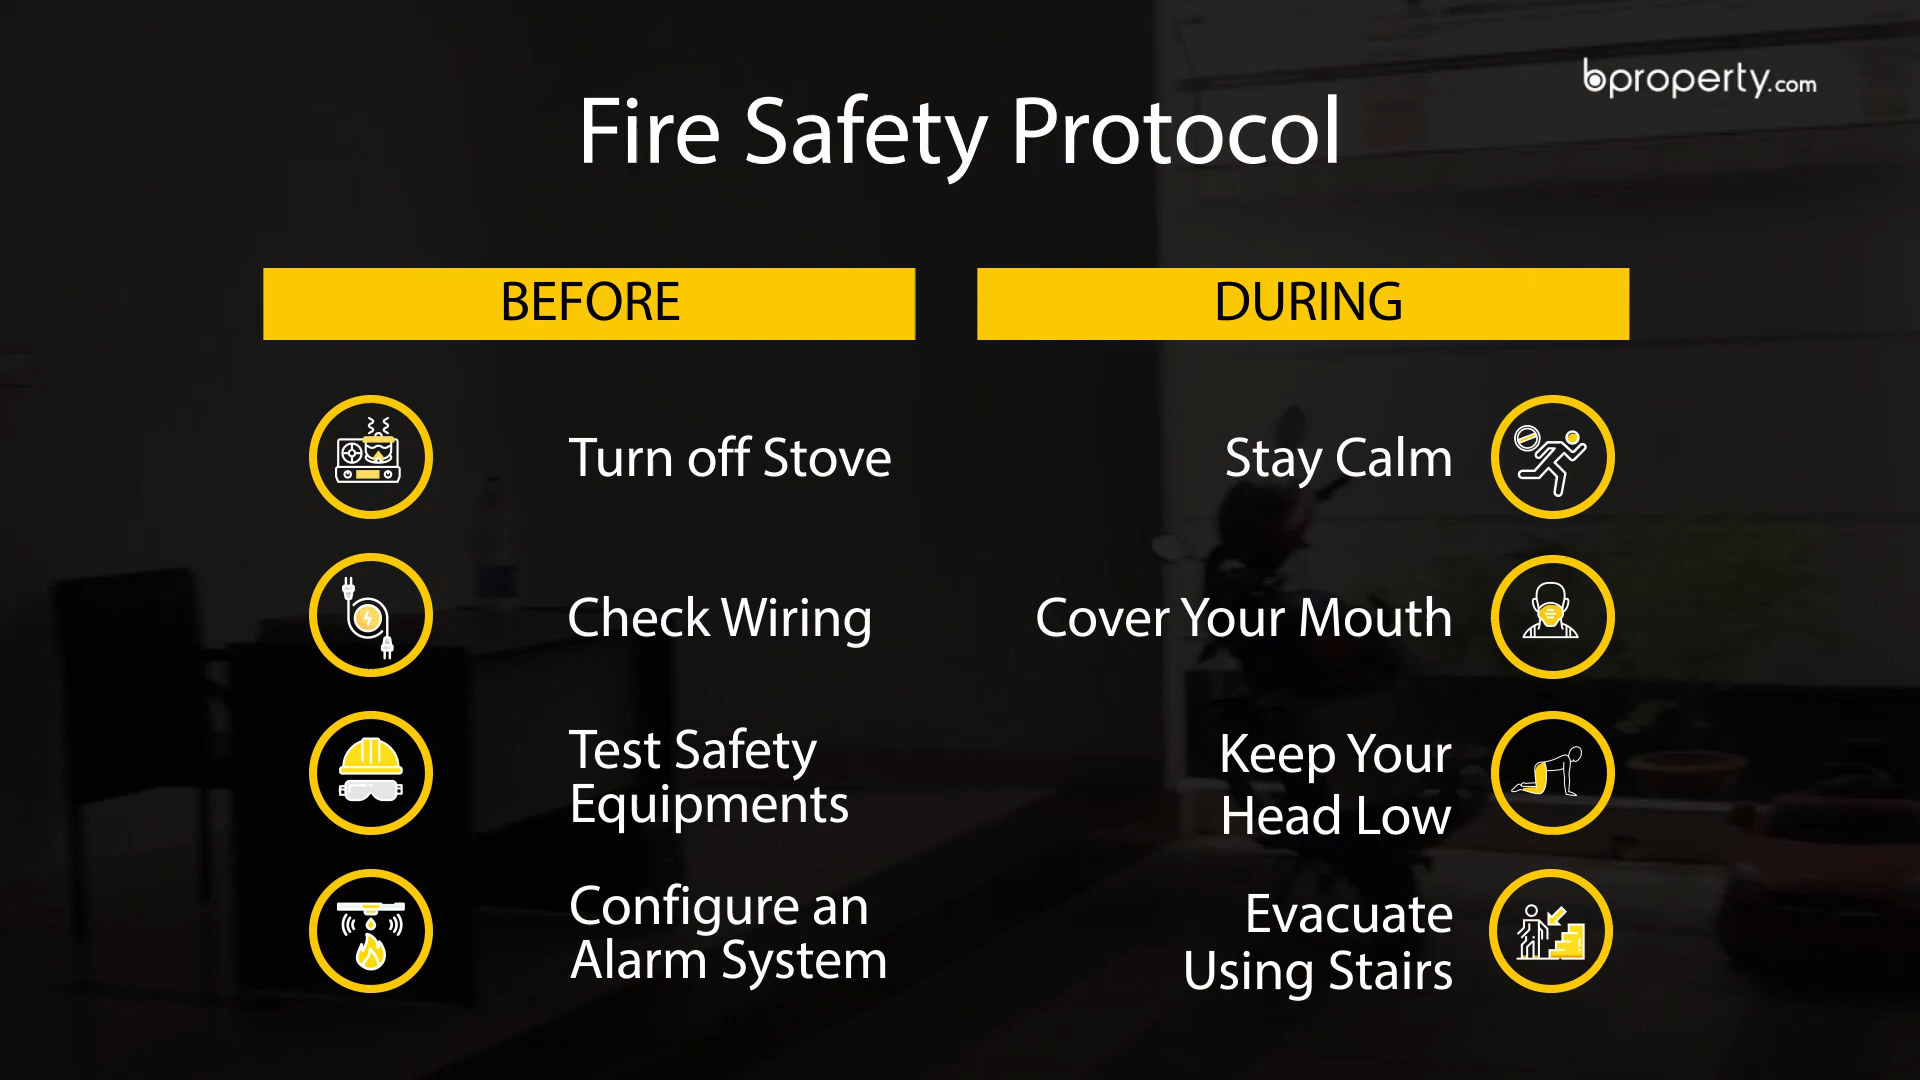 bproperty.com
Fire Safety Protocol
BEFORE
Turn off Stove
Check Wiring
Test Safety
Equipments
Configure an
Alarm System
DURING
Stay Calm
Cover Your Mouth
Keep Your
Head Low
Evacuate
Using Stairs